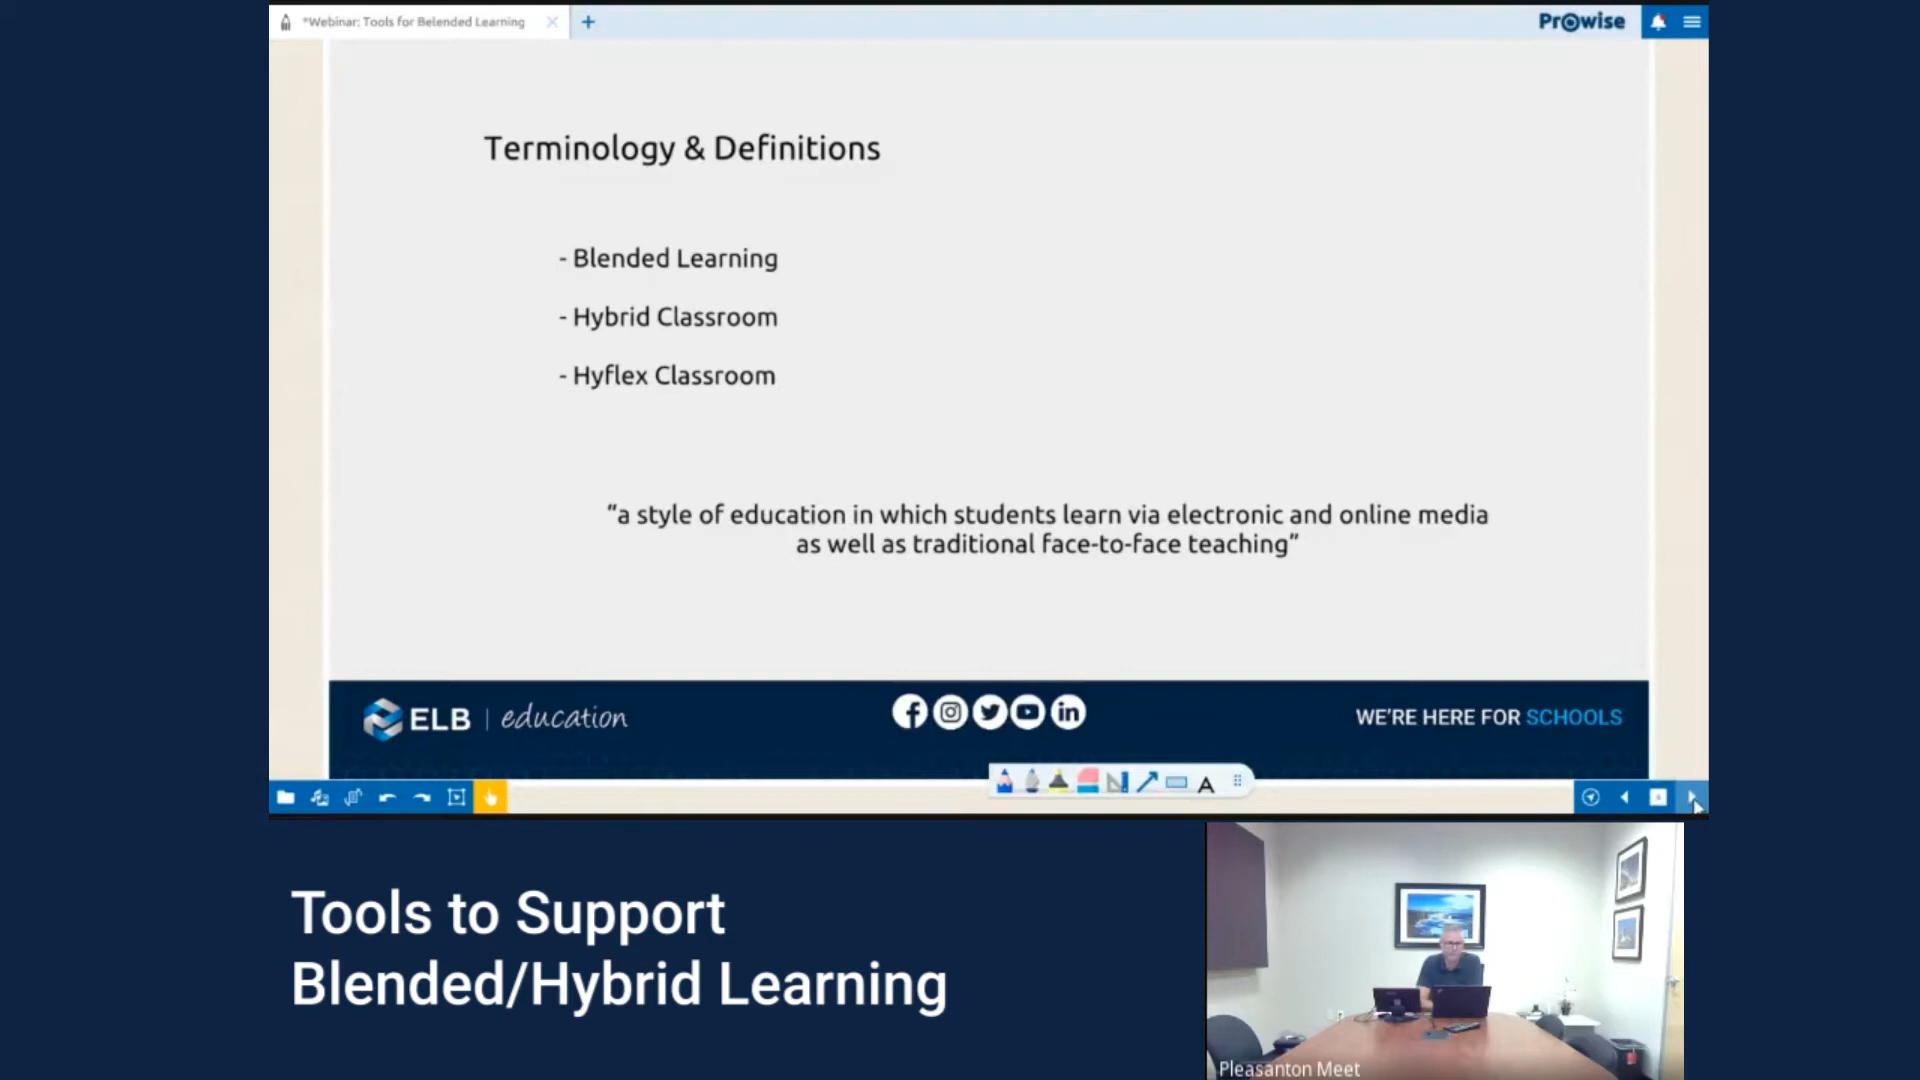 *Webinar: Tools for Belended Learning
Prowise
Terminology & Definitions
- Blended Learning
- Hybrid Classroom
- Hyflex Classroom
“a style of education in which students learn via electronic and online media
as well as traditional face-to-face teaching”
ELB | education
WE'RE HERE FOR SCHOOLS
A
Tools to Support
Blended/Hybrid Learning
Pleasanton Meet